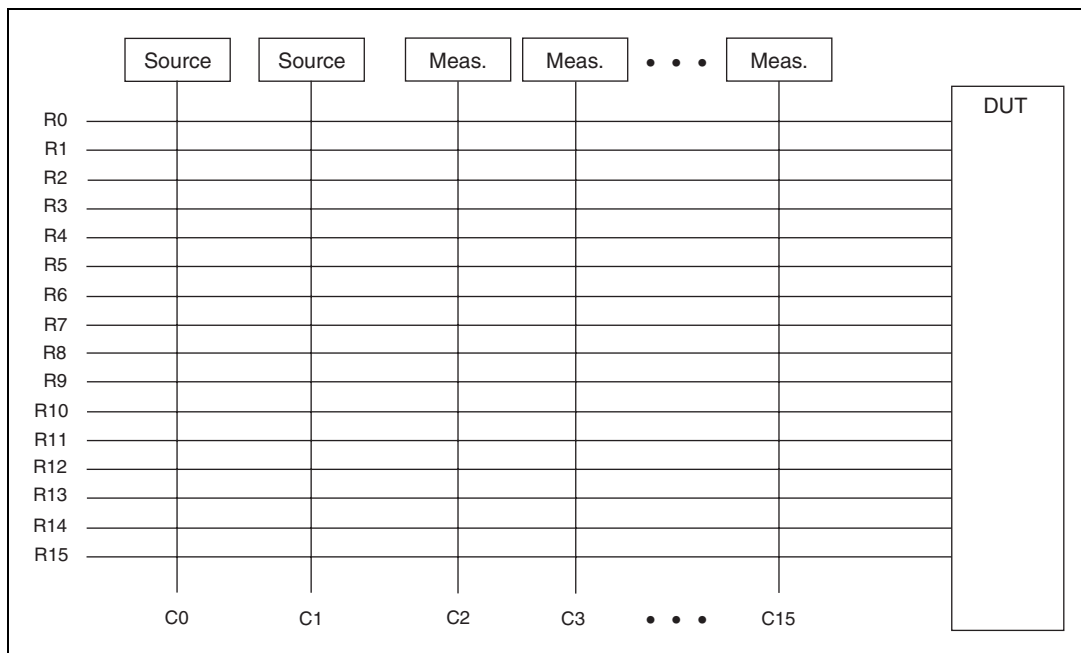 Source Source Meas. Meas. • • • Meas.
DUT
R0
R1
R2
R3
R4
R5
R6
R7
R8
R9
R10
R11
R12
R13
R14
R15
C0 C1 C2 C3 • • • C15